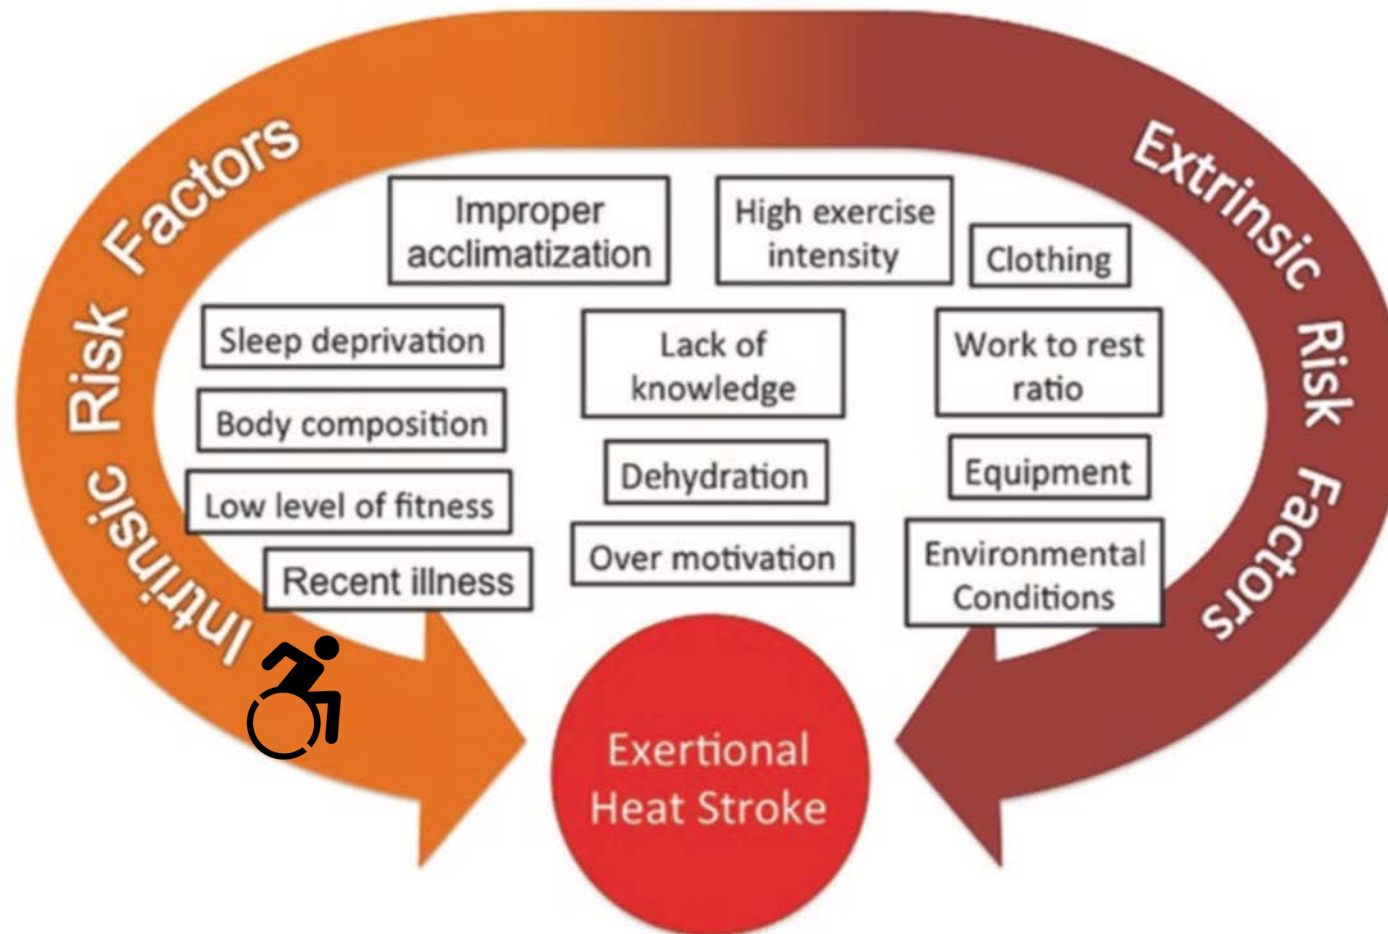 Intrinsic Risk Factors
Extrinsic Risk Factors
Improper
acclimatization
High exercise
intensity
Clothing
Sleep deprivation
Lack of
knowledge
Work to rest
ratio
Body composition
Dehydration
Equipment
Low level of fitness
Over motivation
Environmental
Conditions
Recent illness
Exertional
Heat Stroke